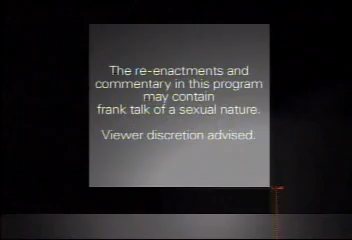 The re-enactments and
commentary in this program
may contain
frank talk of a sexual nature.
Viewer discretion advised.